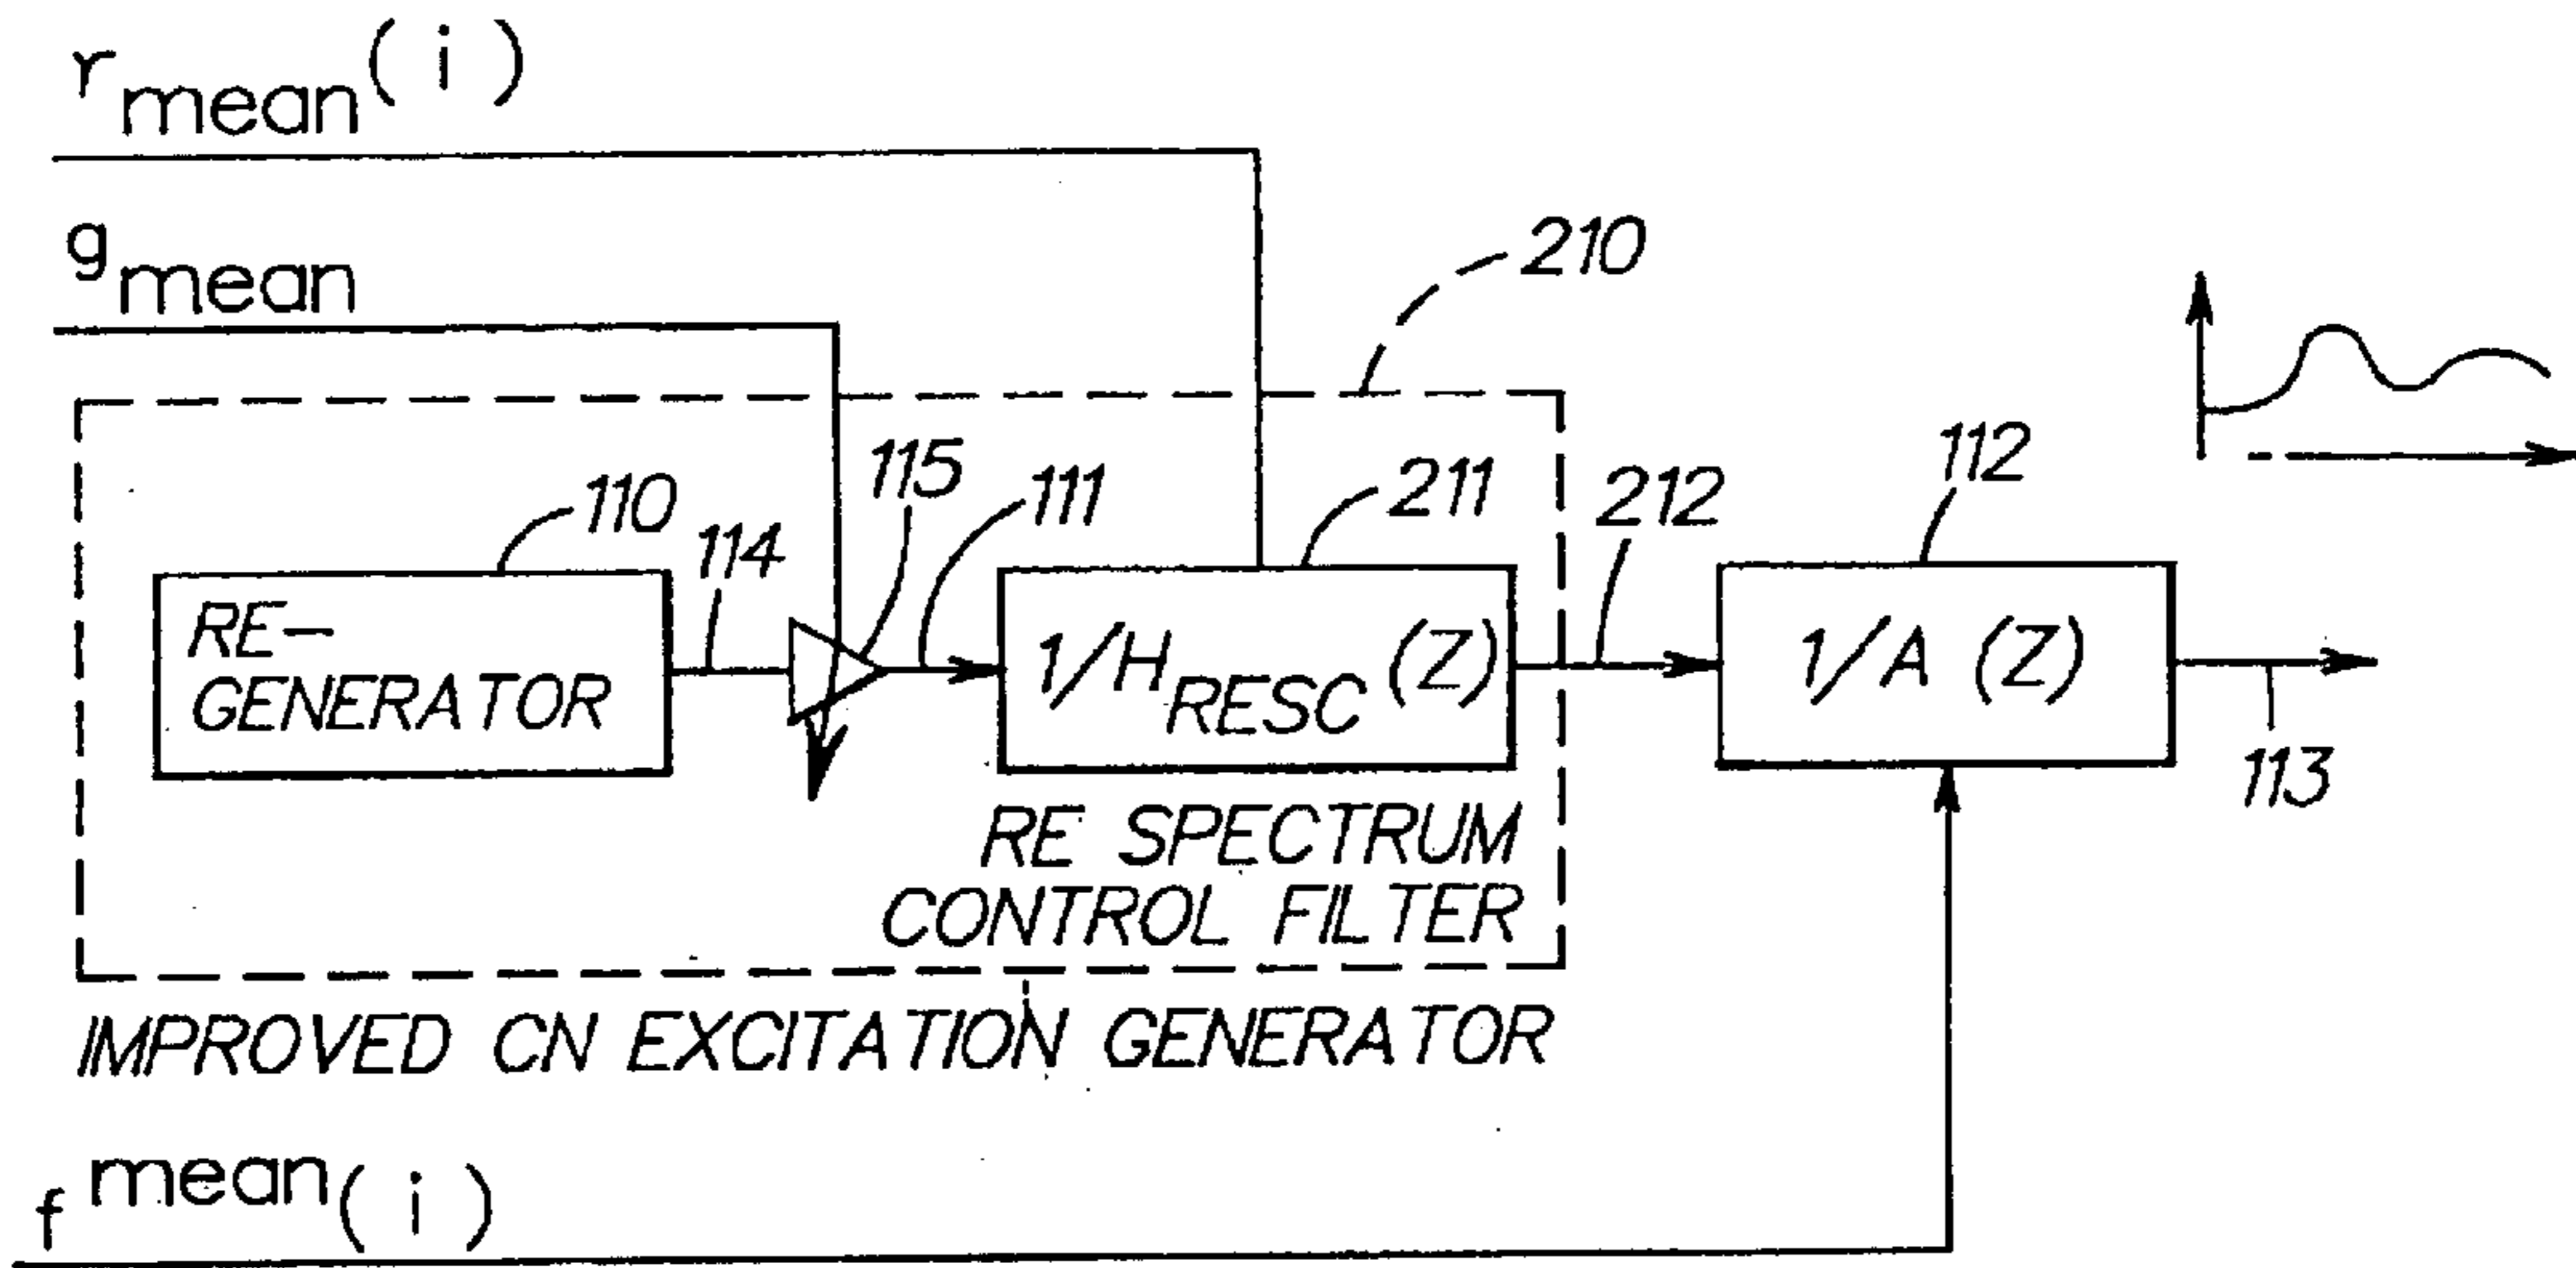 r mean ( i )
g mean
210
110
114
115
111
211
212
112
RE-
GENERATOR
1/H RESC (Z)
1/A (Z)
113
RE SPECTRUM
CONTROL FILTER
IMPROVED CN EXCITATION GENERATOR
f mean ( i )